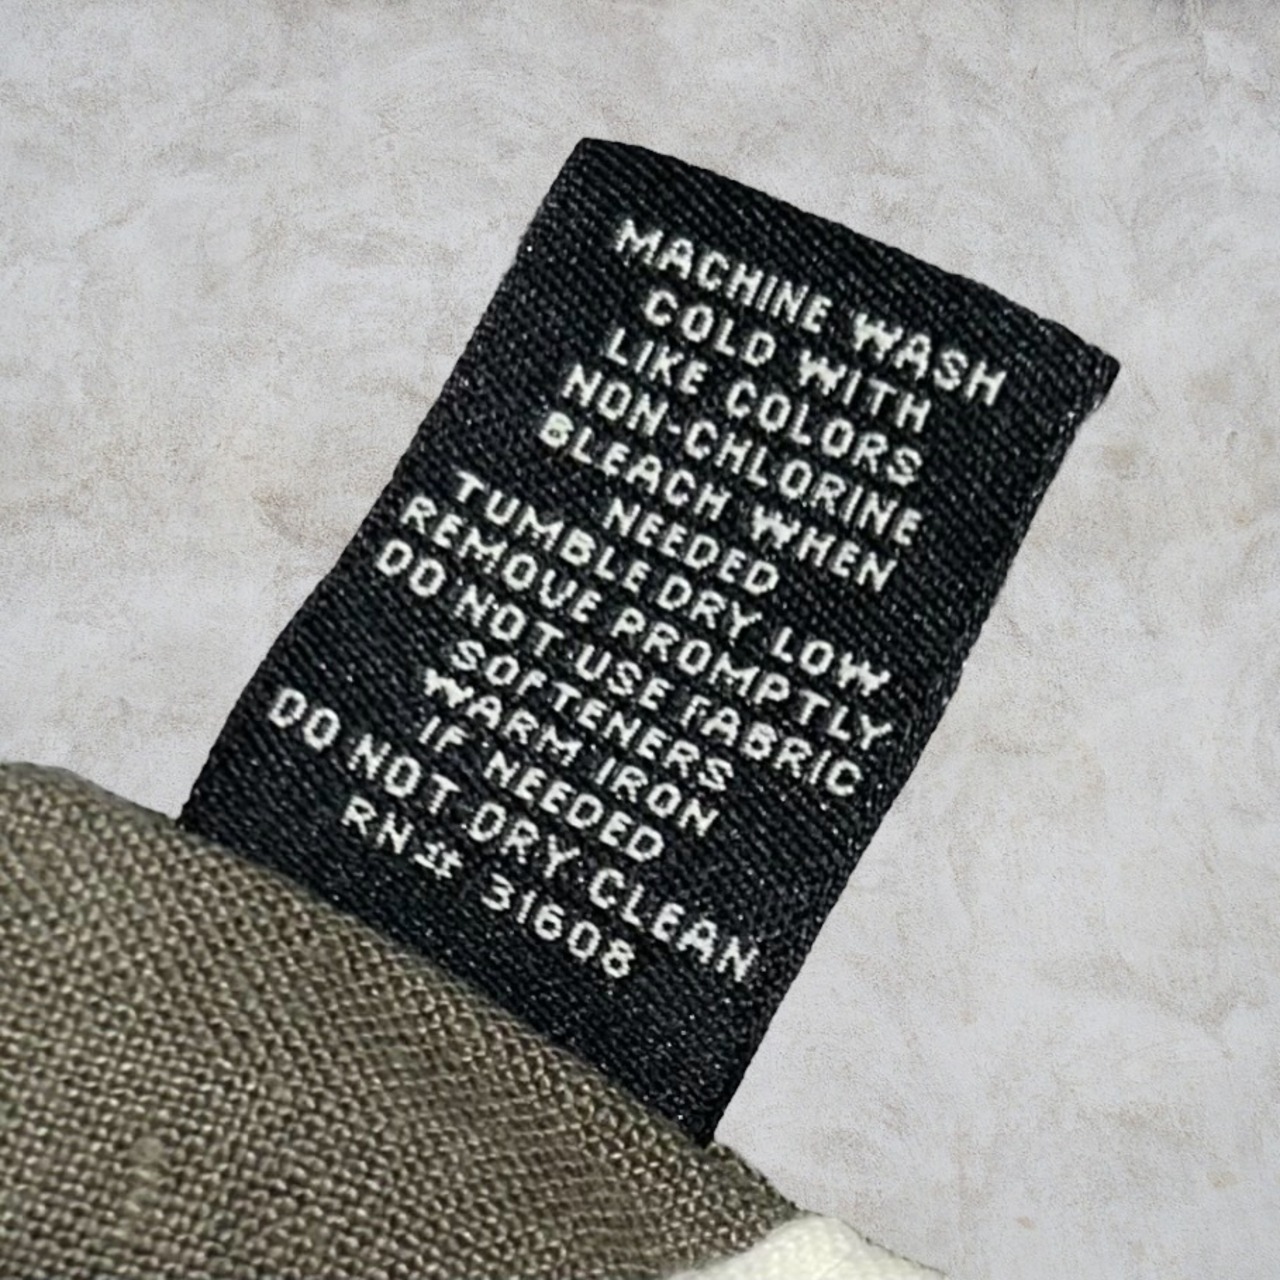 MACHINE WASH
COLD WITH
LIKE COLORS
NON-CHLORINE
BLEACH WHEN
NEEDED
TUMBLE DRY LOW
REMOVE PROMPTLY
DO NOT USE FABRIC
SOFTENERS
WARM IRON
IF NEEDED
DO NOT DRY CLEAN
RN# 31608